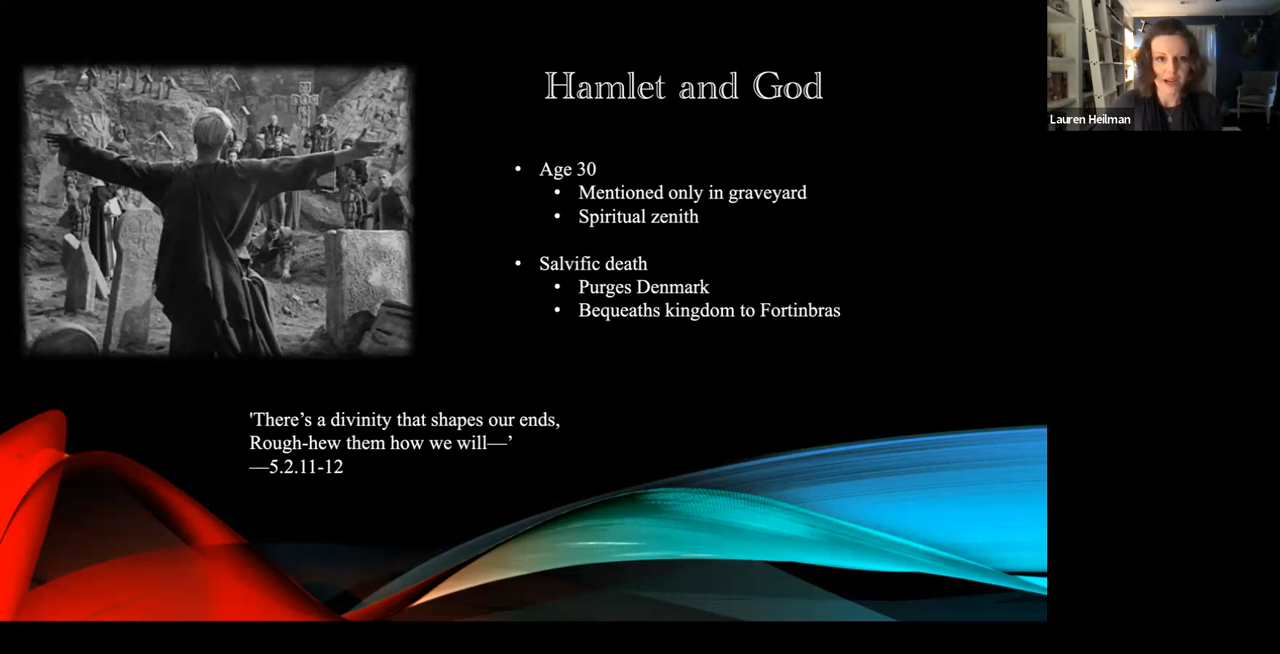 Hamlet and God
Lauren Heilman
• Age 30
• Mentioned only in graveyard
• Spiritual zenith
• Salvific death
• Purges Denmark
• Bequeaths kingdom to Fortinbras
'There’s a divinity that shapes our ends,
Rough-hew them how we will—’
—5.2.11-12